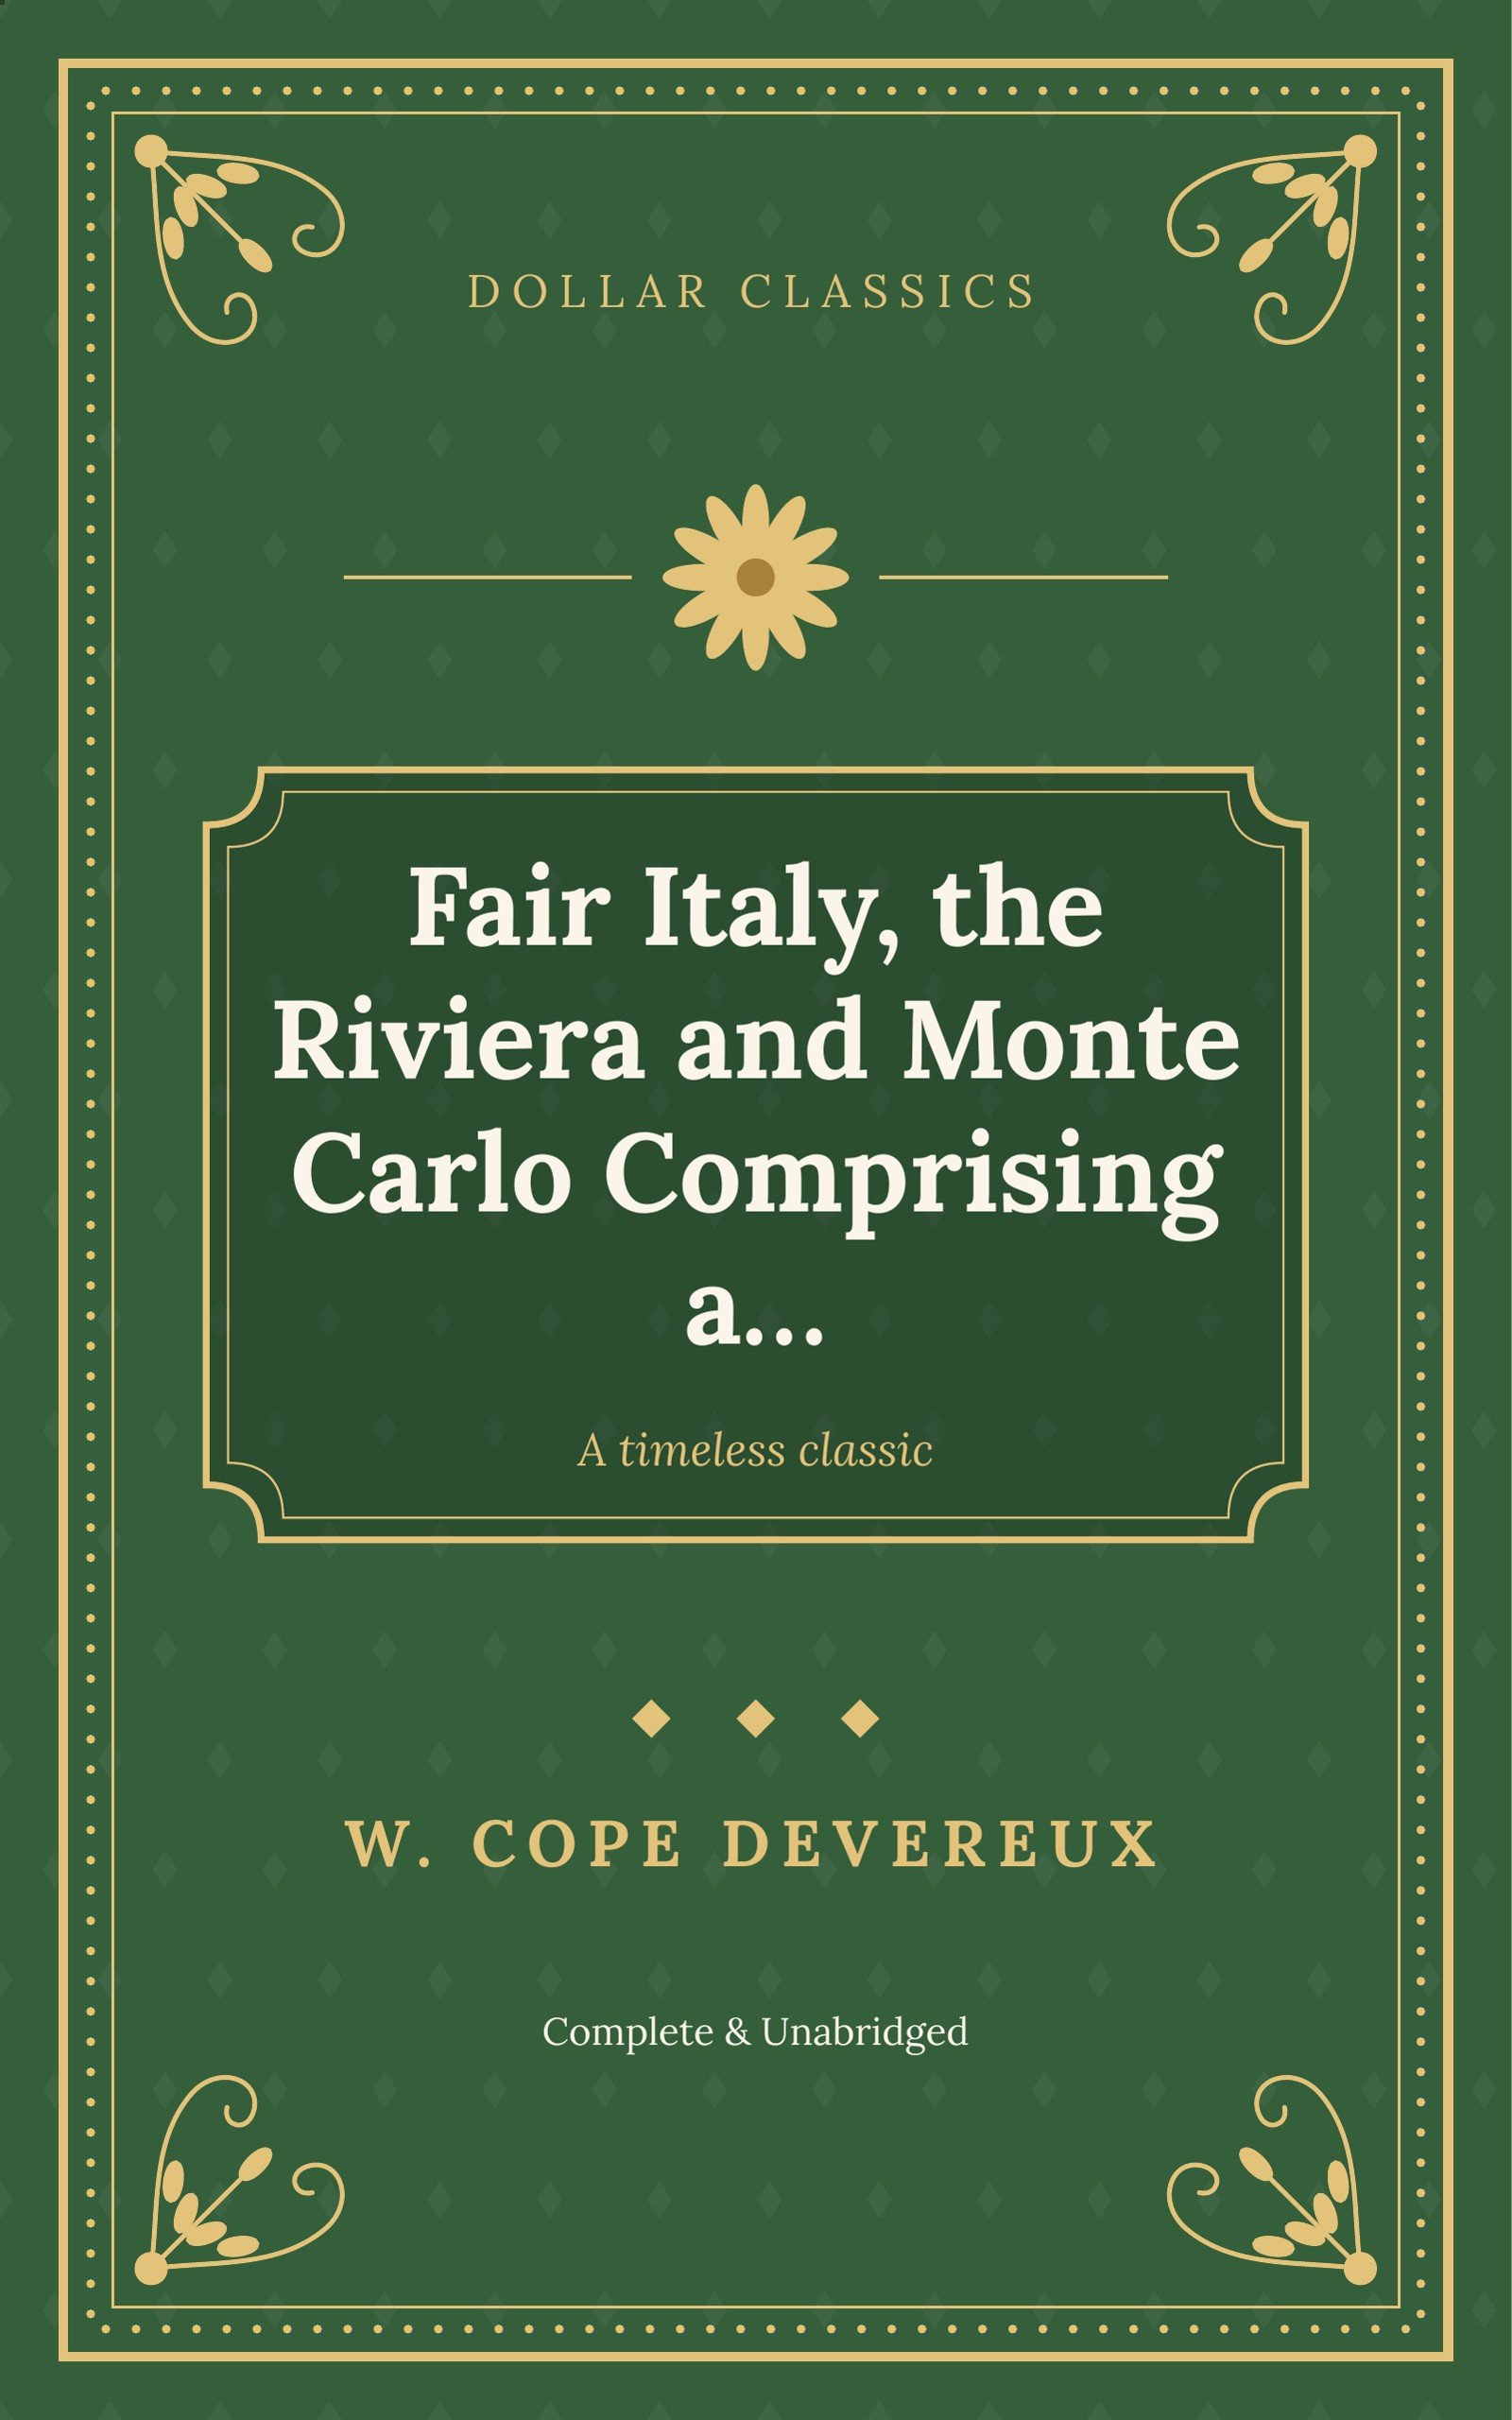 DOLLAR CLASSICS
Fair Italy, the
Riviera and Monte
Carlo Comprising
a...
A timeless classic
W. COPE DEVEREUX
Complete & Unabridged